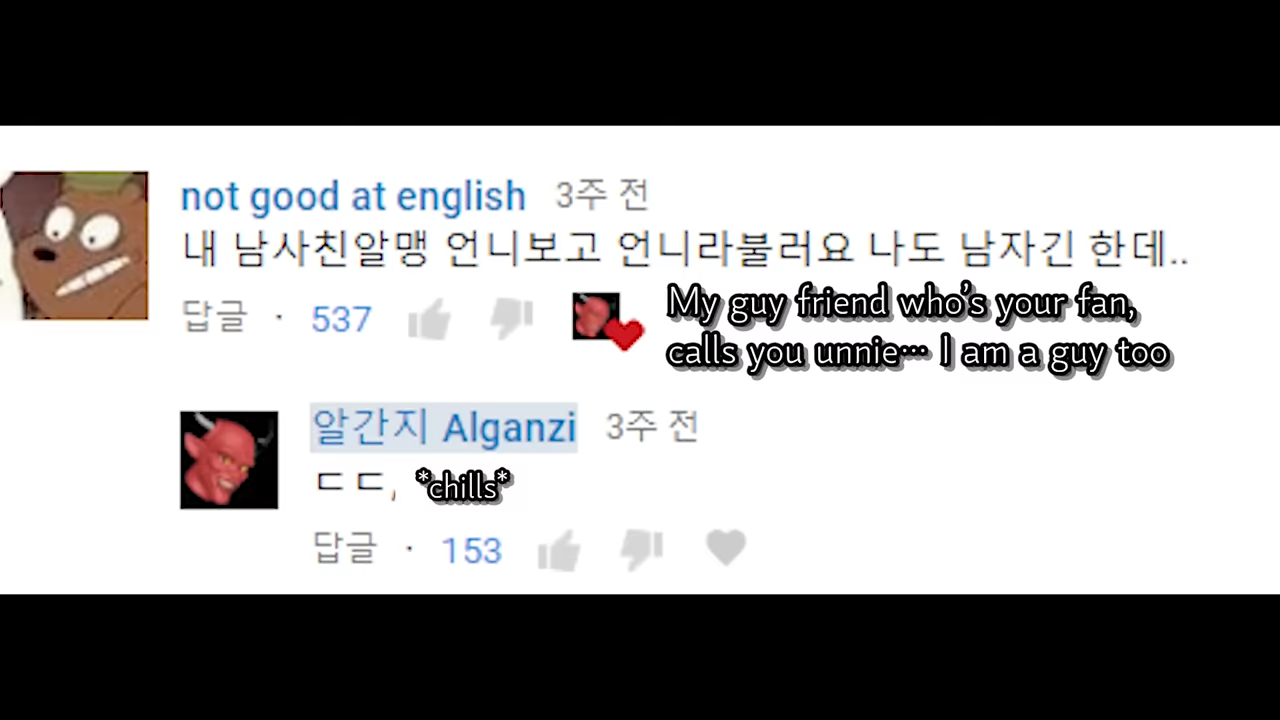 not good at english 3주 전
내 남사친알맹 언니보고 언니라불러요 나도 남자긴 한데..
답글 · 537
My guy friend who's your fan,
calls you unnie… I am a guy too
알간지 Alganzi 3주 전
ㄷㄷ, *chills*
답글 · 153